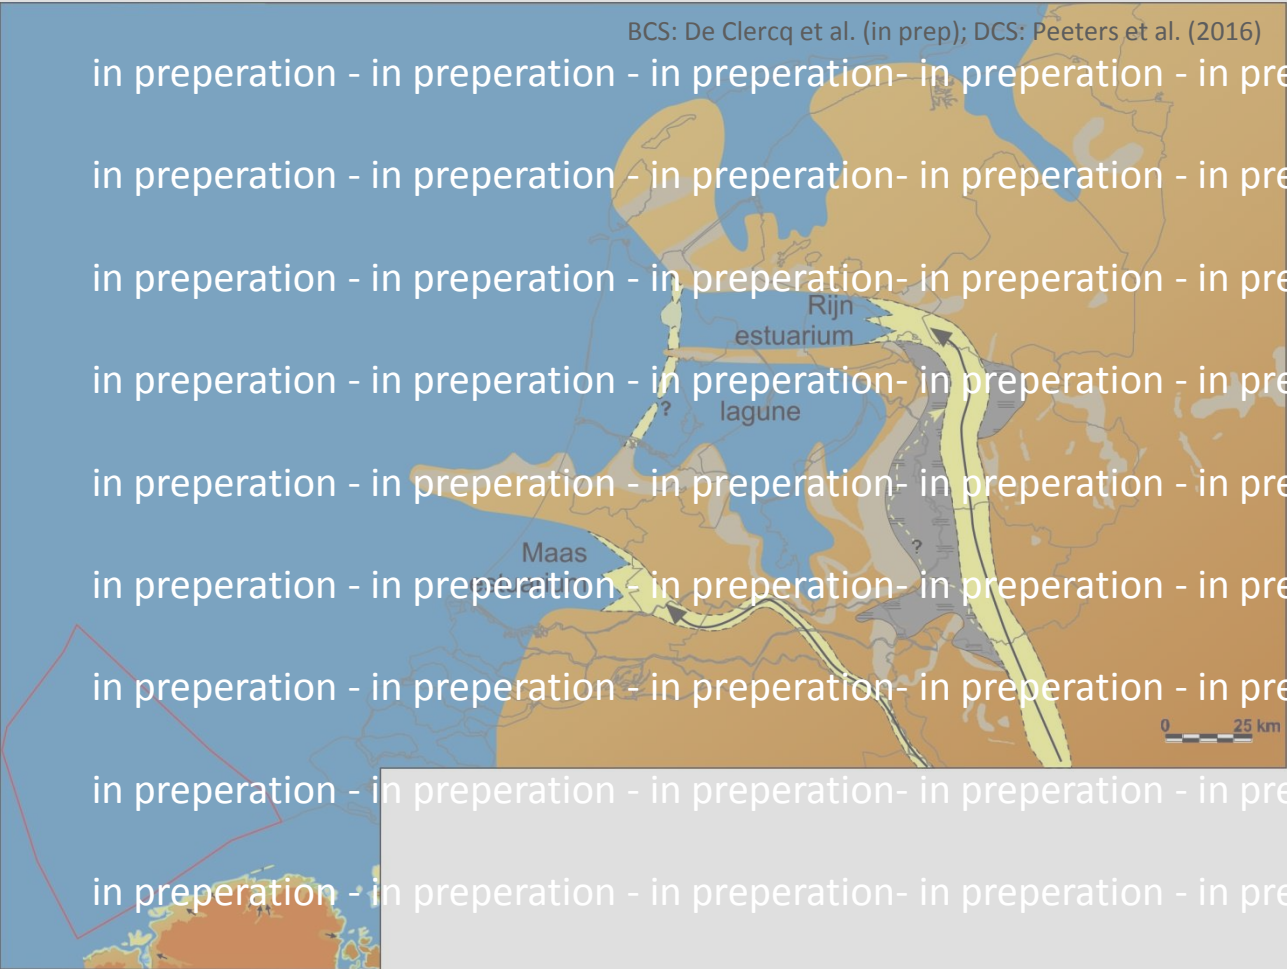 BCS: De Clercq et al. (in prep); DCS: Peeters et al. (2016)
in preperation - in preperation - in preperation- in preperation - in pre
in preperation - in preperation - in preperation- in preperation - in pre
in preperation - in preperation - in preperation- in preperation - in pre
Rijn
estuarium
in preperation - in preperation - in preperation- in preperation - in pre
?
lagune
in preperation - in preperation - in preperation- in preperation - in pre
?
Maas
estuarium
in preperation - in preperation - in preperation- in preperation - in pre
in preperation - in preperation - in preperation- in preperation - in pre
0 25 km
in preperation - in preperation - in preperation- in preperation - in pre
in preperation - in preperation - in preperation- in preperation - in pre